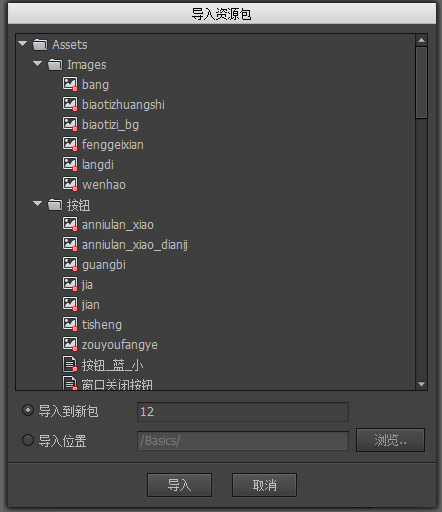 导入资源包
Assets
Images
bang
biaotizhuangshi
biaotizi_bg
fenggeixian
langdi
wenhao
按钮
anniulan_xiao
anniulan_xiao_dianij
guangbi
jia
jian
tisheng
zouyoufangye
按钮_蓝_小
窗口关闭按钮
导入到新包 12
导入位置 /Basics/ 浏览..
导入 取消